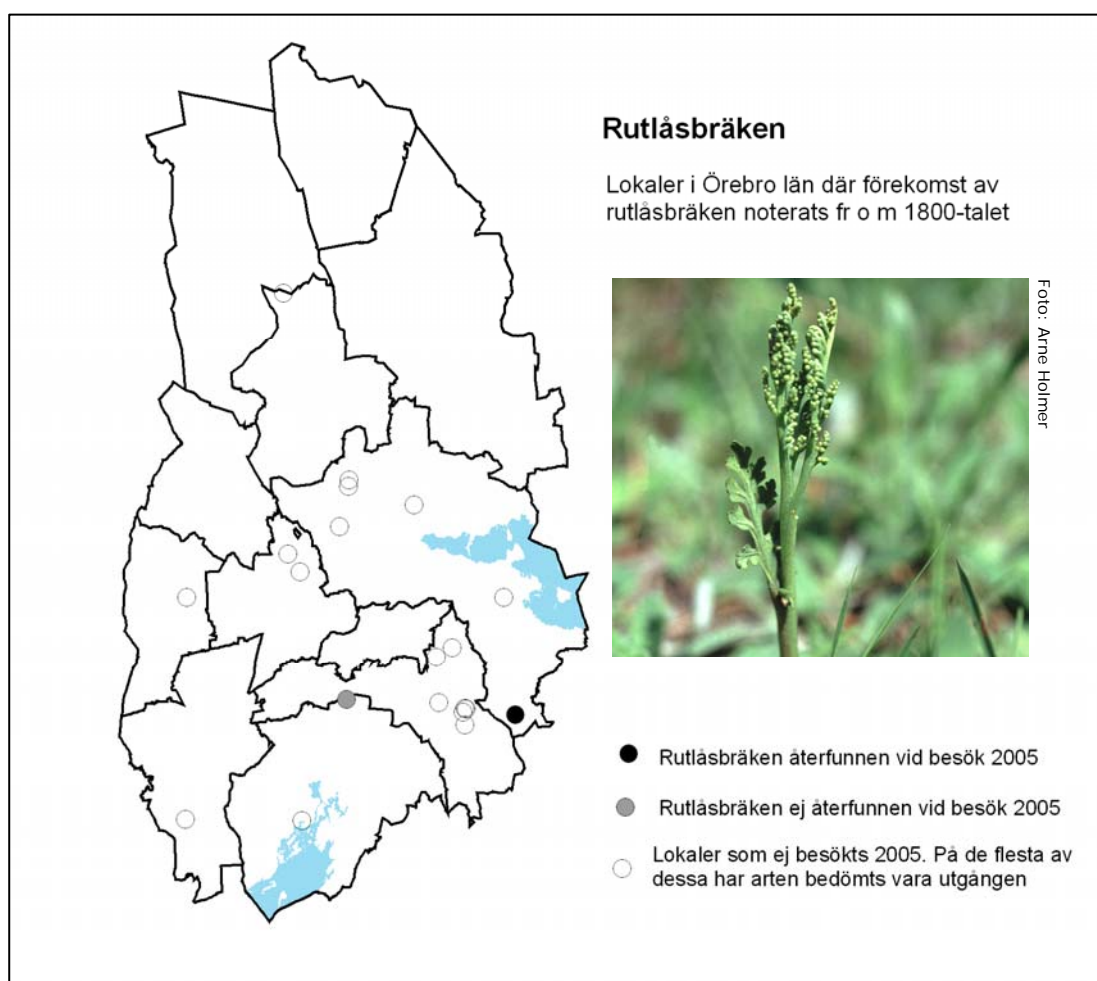 Rutlåsbräken
Lokaler i Örebro län där förekomst av
rutlåsbräken noterats fr o m 1800-talet
Foto: Arne Holmer
Rutlåsbräken återfunnen vid besök 2005
Rutlåsbräken ej återfunnen vid besök 2005
Lokaler som ej besökts 2005. På de flesta av
dessa har arten bedömts vara utgången